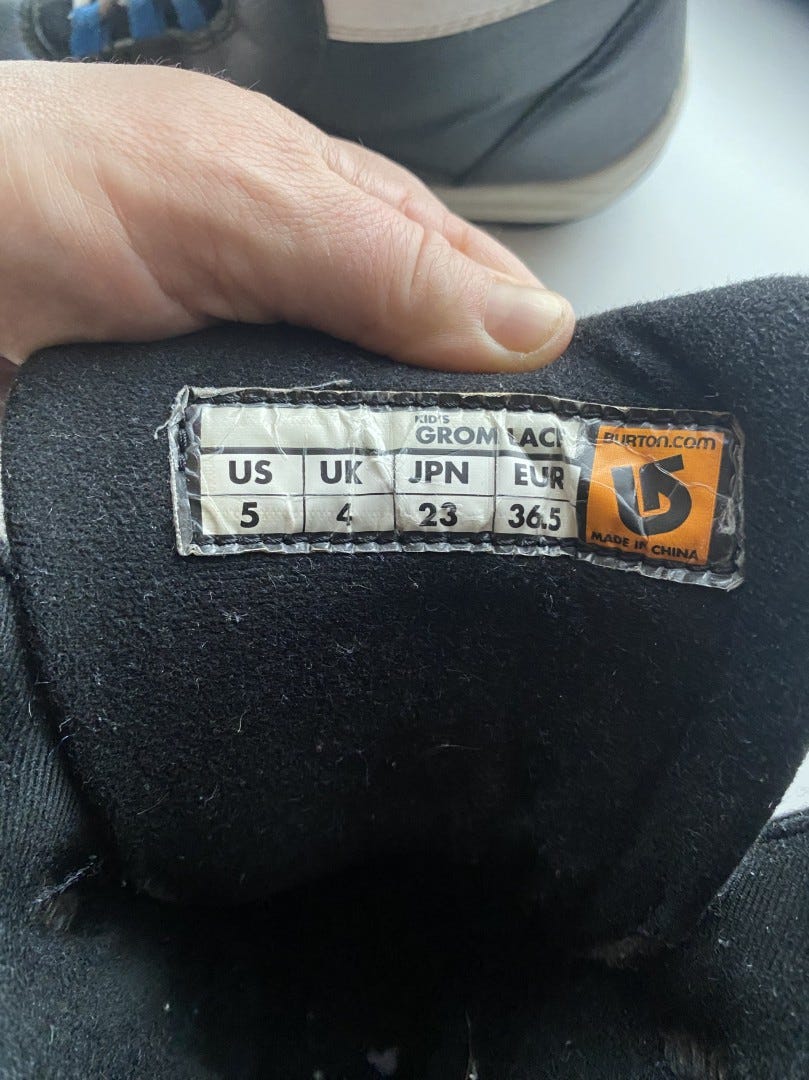 KID'S
GROM LACE
US UK JPN EUR
5 4 23 36.5
BURTON.COM
MADE IN CHINA